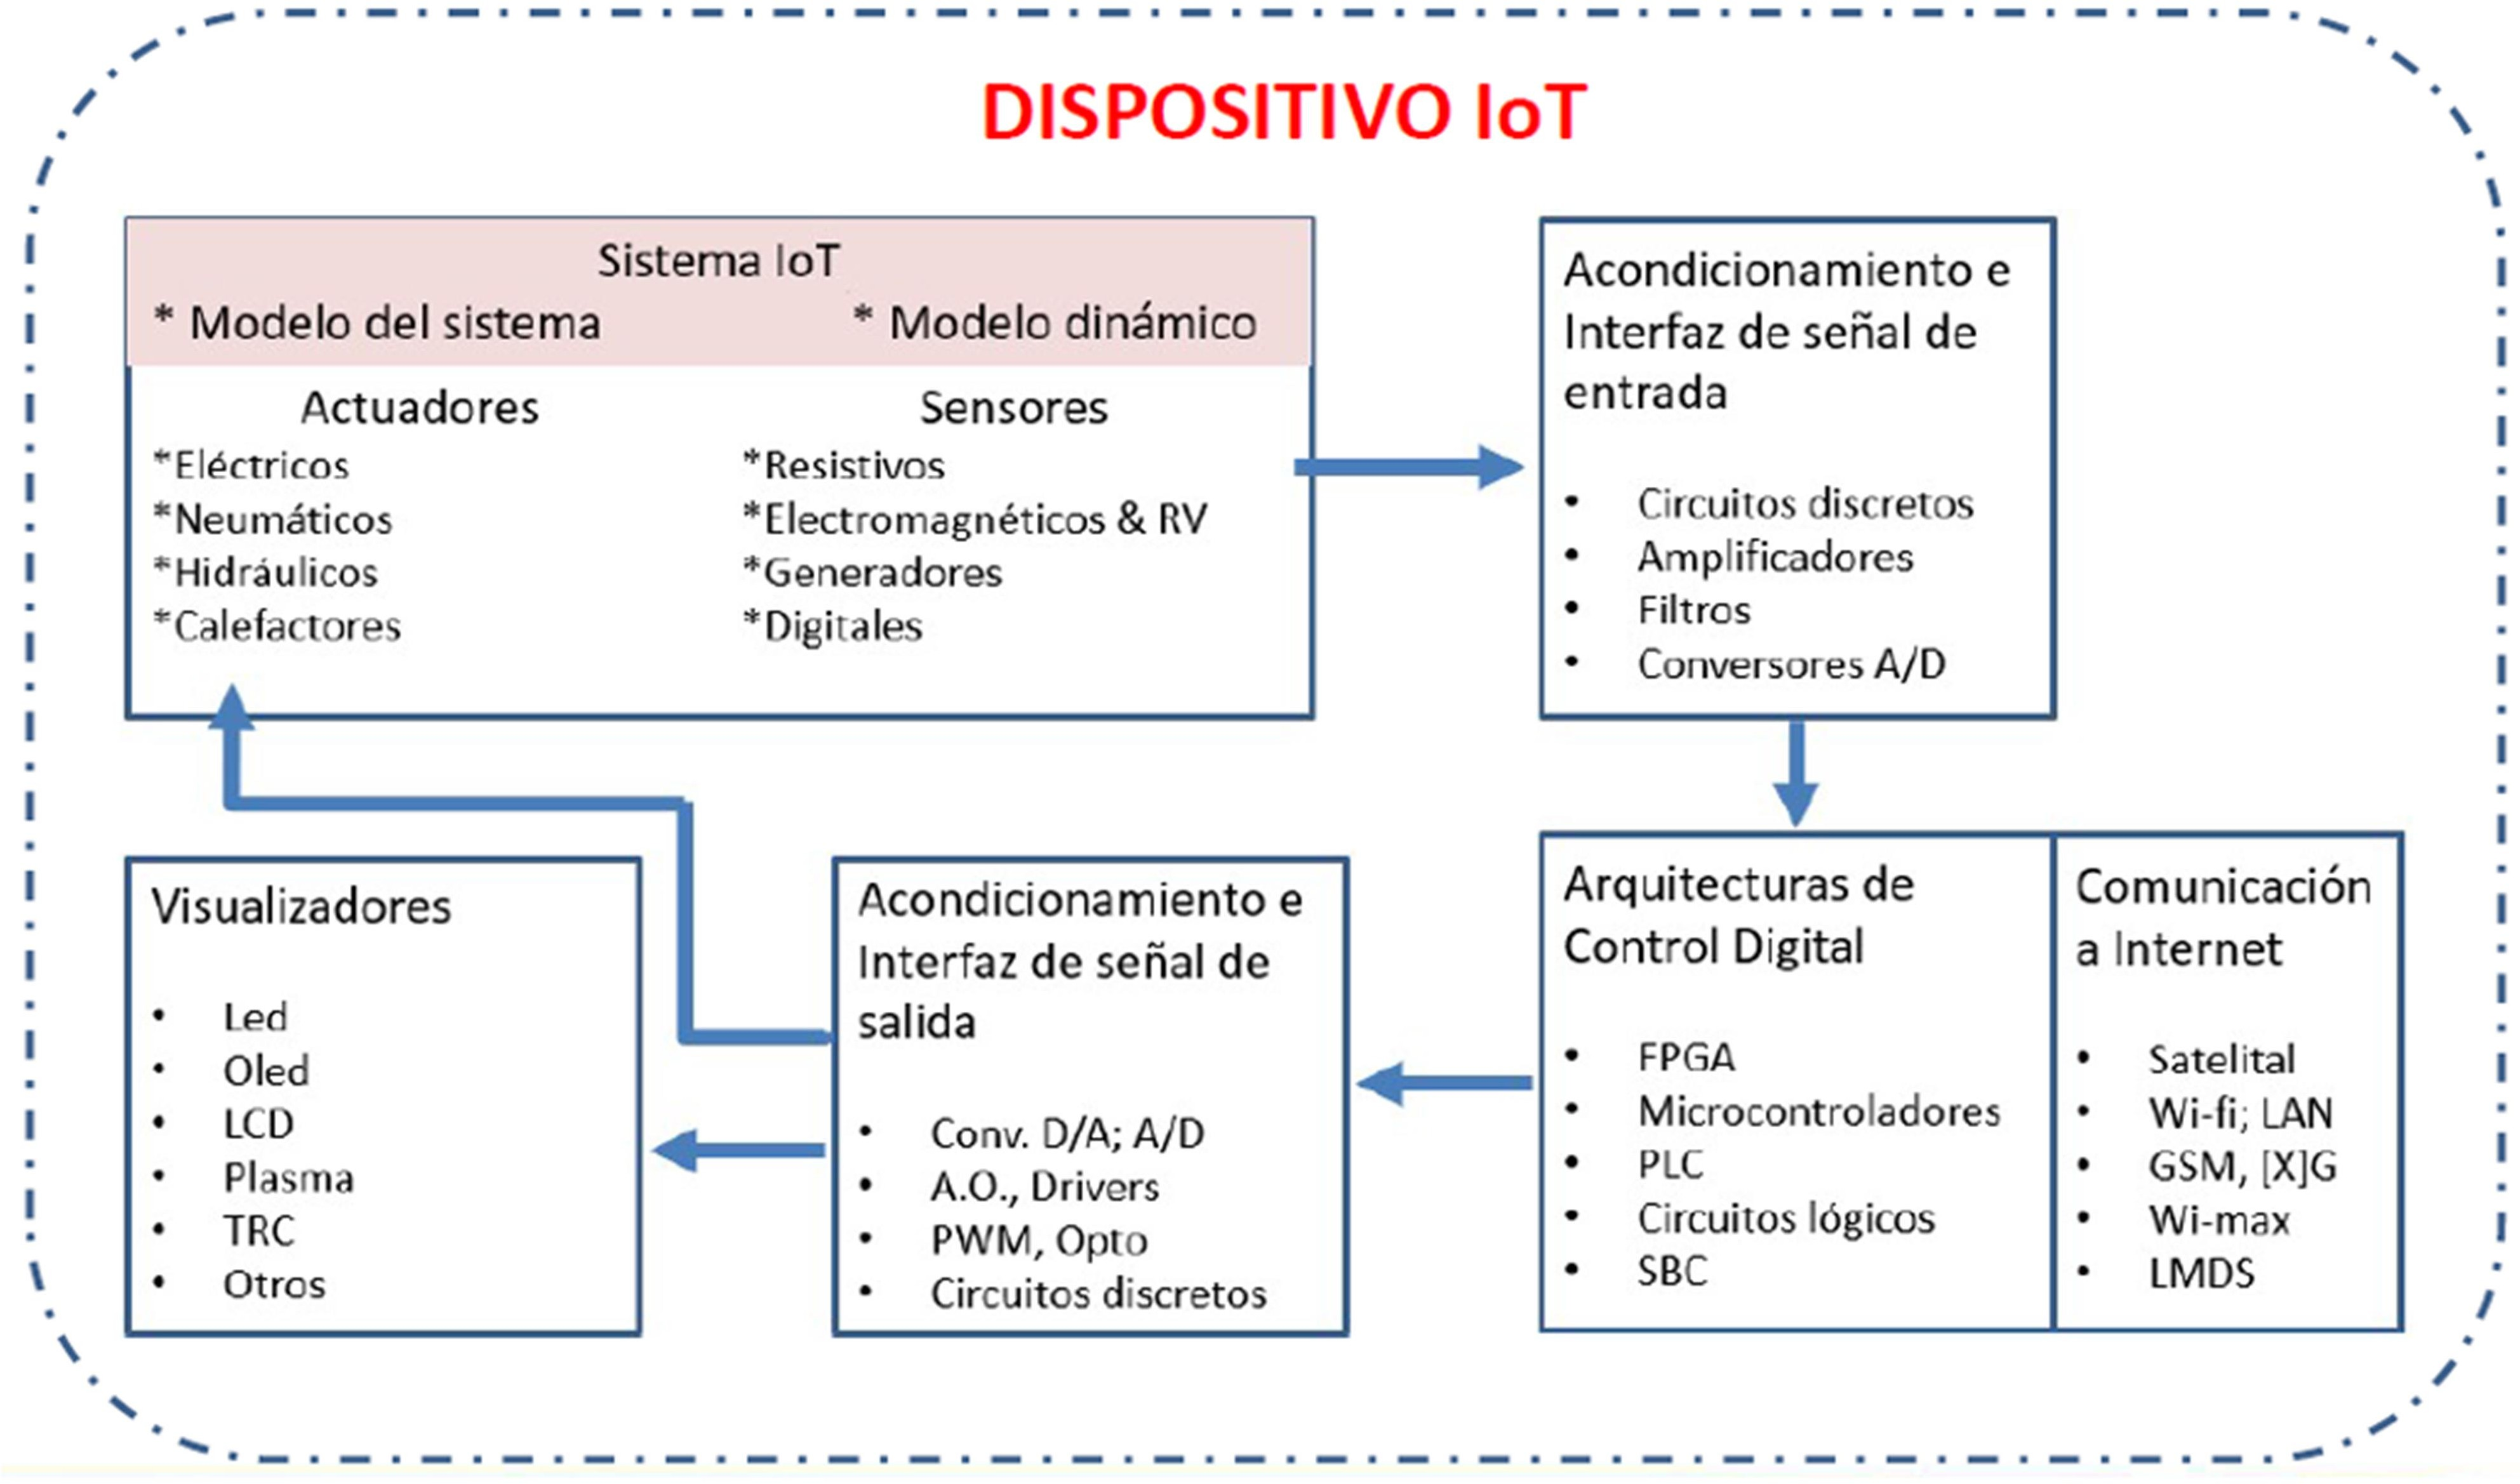 DISPOSITIVO IoT
Sistema IoT
* Modelo del sistema * Modelo dinámico
Actuadores
*Eléctricos
*Neumáticos
*Hidráulicos
*Calefactores
Sensores
*Resistivos
*Electromagnéticos & RV
*Generadores
*Digitales
Acondicionamiento e
Interfaz de señal de
entrada
• Circuitos discretos
• Amplificadores
• Filtros
• Conversores A/D
Visualizadores
• Led
• Oled
• LCD
• Plasma
• TRC
• Otros
Acondicionamiento e
Interfaz de señal de
salida
• Conv. D/A; A/D
• A.O., Drivers
• PWM, Opto
• Circuitos discretos
Arquitecturas de
Control Digital
• FPGA
• Microcontroladores
• PLC
• Circuitos lógicos
• SBC
Comunicación
a Internet
• Satelital
• Wi-fi; LAN
• GSM, [X]G
• Wi-max
• LMDS